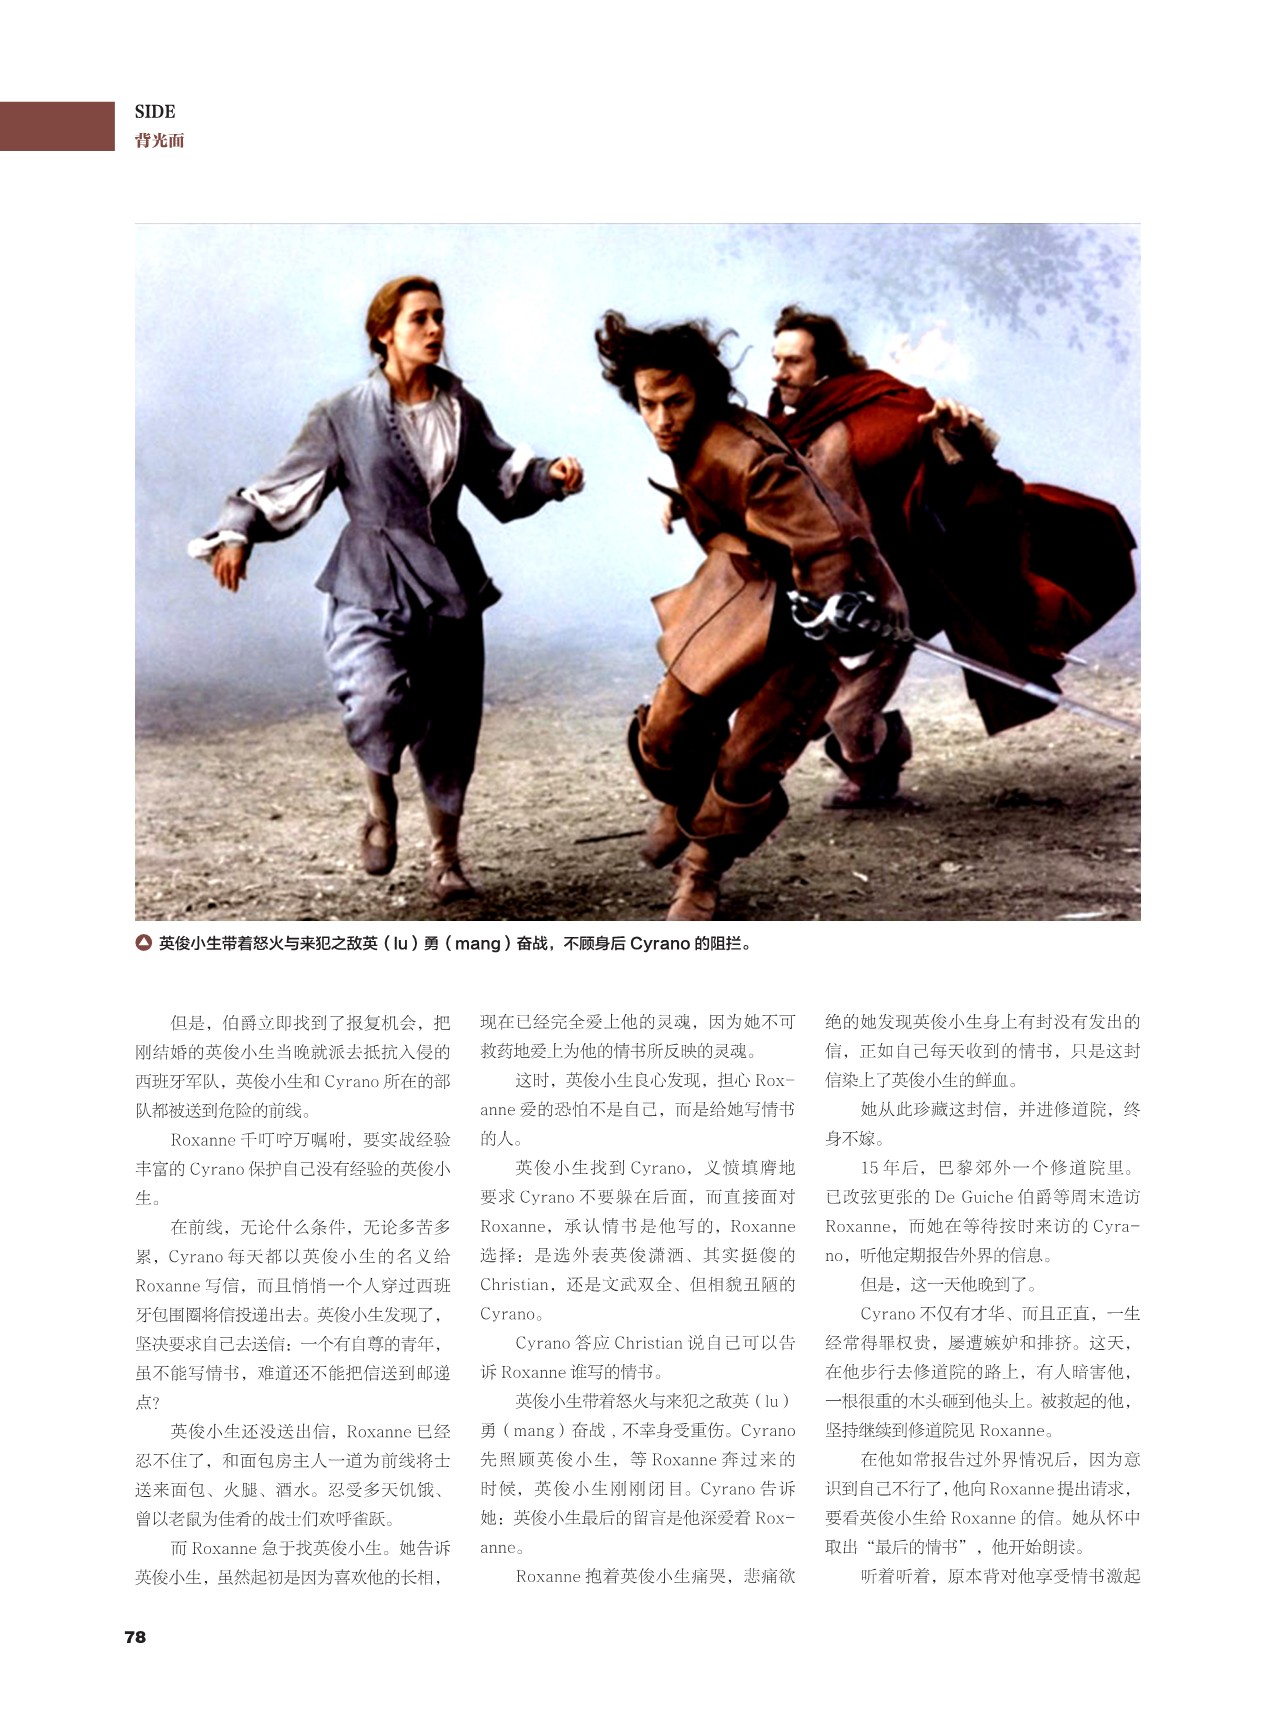 SIDE
背光面
英俊小生带着怒火与来犯之敌英（lu）勇（mang）奋战，不顾身后 Cyrano 的阻拦。
但是，伯爵立即找到了报复机会，把
刚结婚的英俊小生当晚就派去抵抗入侵的
西班牙军队，英俊小生和 Cyrano 所在的部
队都被送到危险的前线。
Roxanne 千叮咛万嘱咐，要实战经验
丰富的 Cyrano 保护自己没有经验的英俊小
生。
在前线，无论什么条件，无论多苦多
累，Cyrano 每天都以英俊小生的名义给
Roxanne 写信，而且悄悄一个人穿过西班
牙包围圈将信投递出去。英俊小生发现了，
坚决要求自己去送信：一个有自尊的青年，
虽不能写情书，难道还不能把信送到邮递
点？
英俊小生还没送出信，Roxanne 已经
忍不住了，和面包房主人一道为前线将士
送来面包、火腿、酒水。忍受多天饥饿、
曾以老鼠为佳肴的战士们欢呼雀跃。
而 Roxanne 急于找英俊小生。她告诉
英俊小生，虽然起初是因为喜欢他的长相，
现在已经完全爱上他的灵魂，因为她不可
救药地爱上为他的情书所反映的灵魂。
这时，英俊小生良心发现，担心 Rox-
anne 爱的恐怕不是自己，而是给她写情书
的人。
英俊小生找到 Cyrano，义愤填膺地
要求 Cyrano 不要躲在后面，而直接面对
Roxanne，承认情书是他写的，Roxanne
选择：是选外表英俊潇洒、其实挺傻的
Christian，还是文武双全、但相貌丑陋的
Cyrano。
Cyrano 答应 Christian 说自己可以告
诉 Roxanne 谁写的情书。
英俊小生带着怒火与来犯之敌英（lu）
勇（mang）奋战，不幸身受重伤。Cyrano
先照顾英俊小生，等 Roxanne 奔过来的
时候，英俊小生刚刚闭目。Cyrano 告诉
她：英俊小生最后的留言是他深爱着 Rox-
anne。
Roxanne 抱着英俊小生痛哭，悲痛欲
绝的她发现英俊小生身上有封没有发出的
信，正如自己每天收到的情书，只是这封
信染上了英俊小生的鲜血。
她从此珍藏这封信，并进修道院，终
身不嫁。
15 年后，巴黎郊外一个修道院里。
已改弦更张的 De Guiche 伯爵等周末造访
Roxanne，而她在等待按时来访的 Cyra-
no，听他定期报告外界的信息。
但是，这一天他晚到了。
Cyrano 不仅有才华、而且正直，一生
经常得罪权贵，屡遭嫉妒和排挤。这天，
在他步行去修道院的路上，有人暗害他，
一根很重的木头砸到他头上。被救起的他，
坚持继续到修道院见 Roxanne。
在他如常报告过外界情况后，因为意
识到自己不行了，他向 Roxanne 提出请求，
要看英俊小生给 Roxanne 的信。她从怀中
取出“最后的情书”，他开始朗读。
听着听着，原本背对他享受情书激起
78